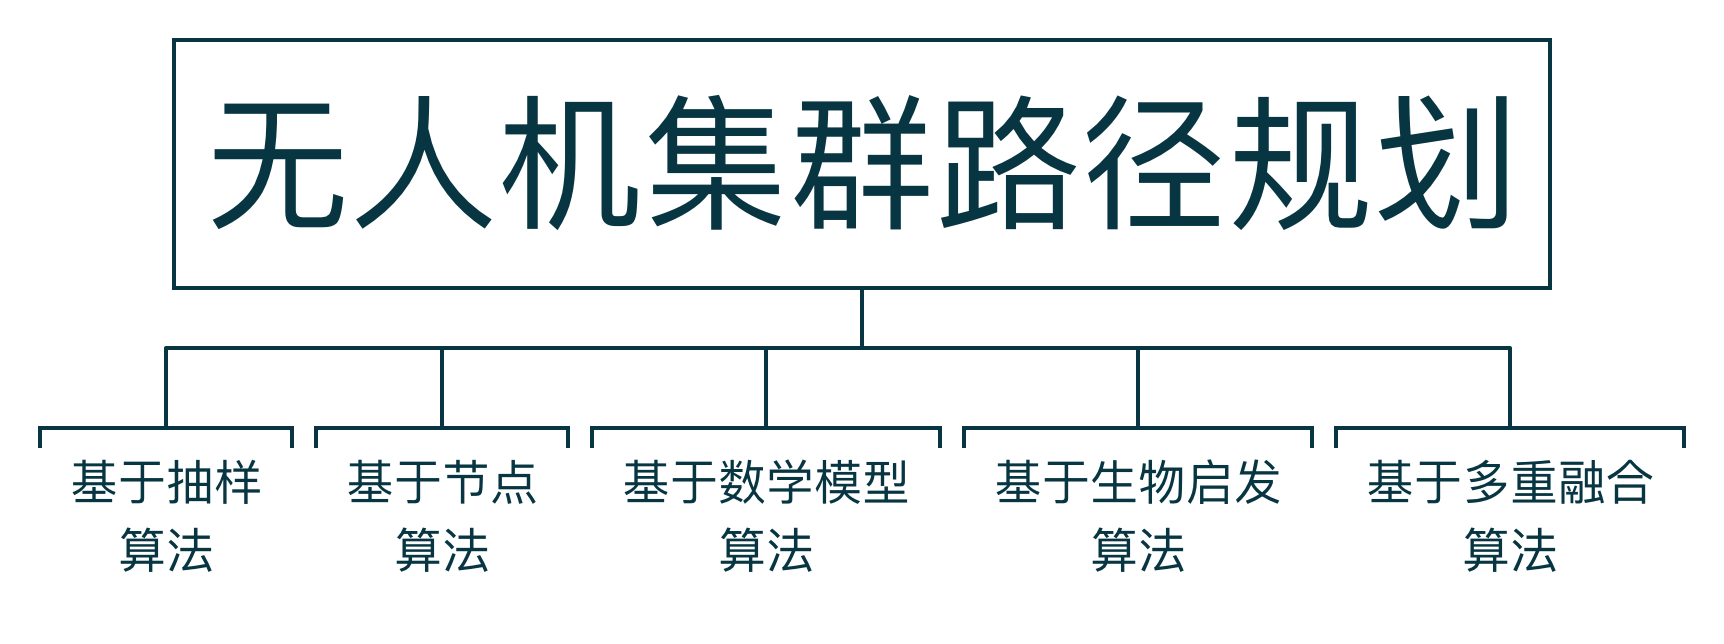 无人机集群路径规划
基于抽样
算法
基于节点
算法
基于数学模型
算法
基于生物启发
算法
基于多重融合
算法